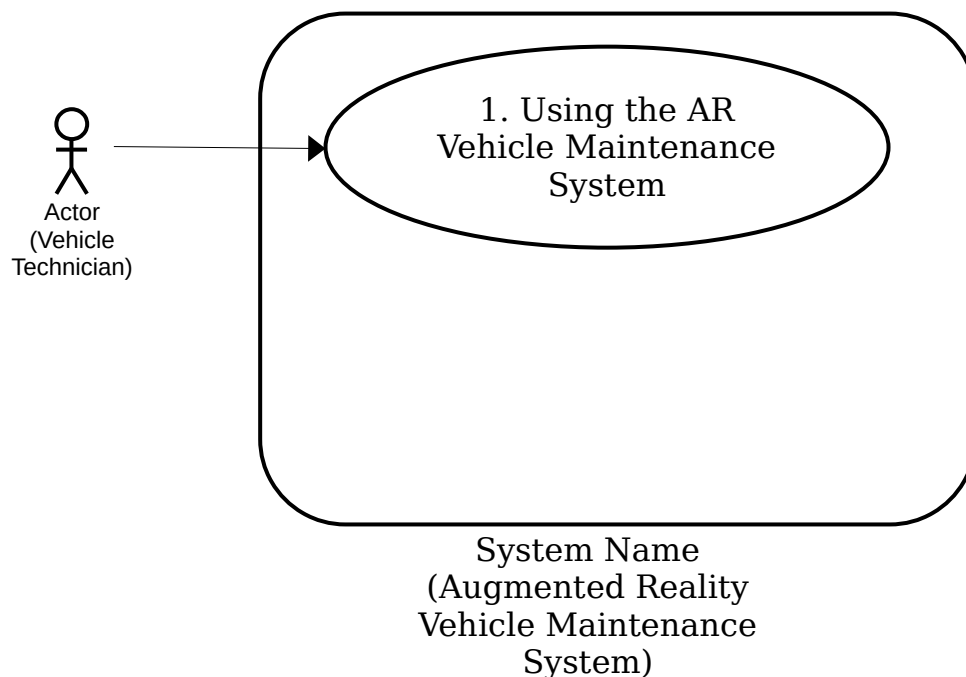 1. Using the AR
Vehicle Maintenance
System
Actor
(Vehicle
Technician)
System Name
(Augmented Reality
Vehicle Maintenance
System)